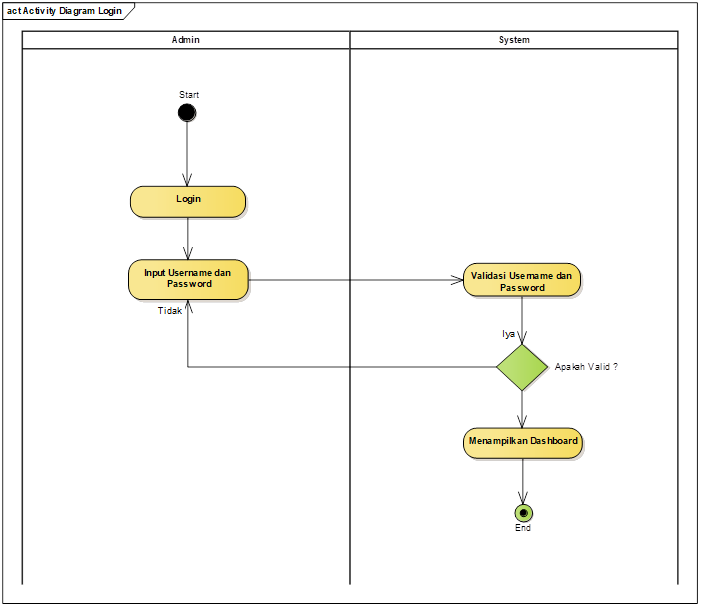 act Activity Diagram Login
Admin
System
Start
Login
Input Username dan
Password
Validasi Username dan
Password
Tidak
Iya
Apakah Valid ?
Menampilkan Dashboard
End